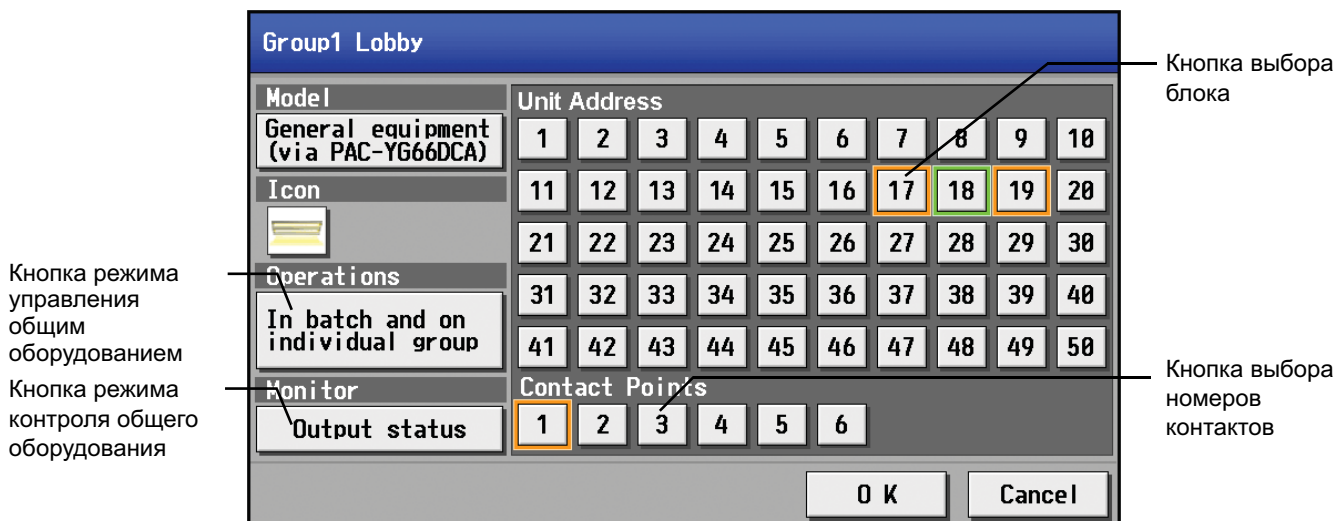 Group1 Lobby
Кнопка выбора
блока
Model
General equipment
(via PAC-YG66DCA)
Icon
Unit Address
1 2 3 4 5 6 7 8 9 10
11 12 13 14 15 16 17 18 19 20
21 22 23 24 25 26 27 28 29 30
31 32 33 34 35 36 37 38 39 40
41 42 43 44 45 46 47 48 49 50
Кнопка режима
управления
общим
оборудованием
Operations
In batch and on
individual group
Кнопка режима
контроля общего
оборудования
Monitor
Output status
Contact Points
1 2 3 4 5 6
Кнопка выбора
номеров
контактов
O K
Cancel